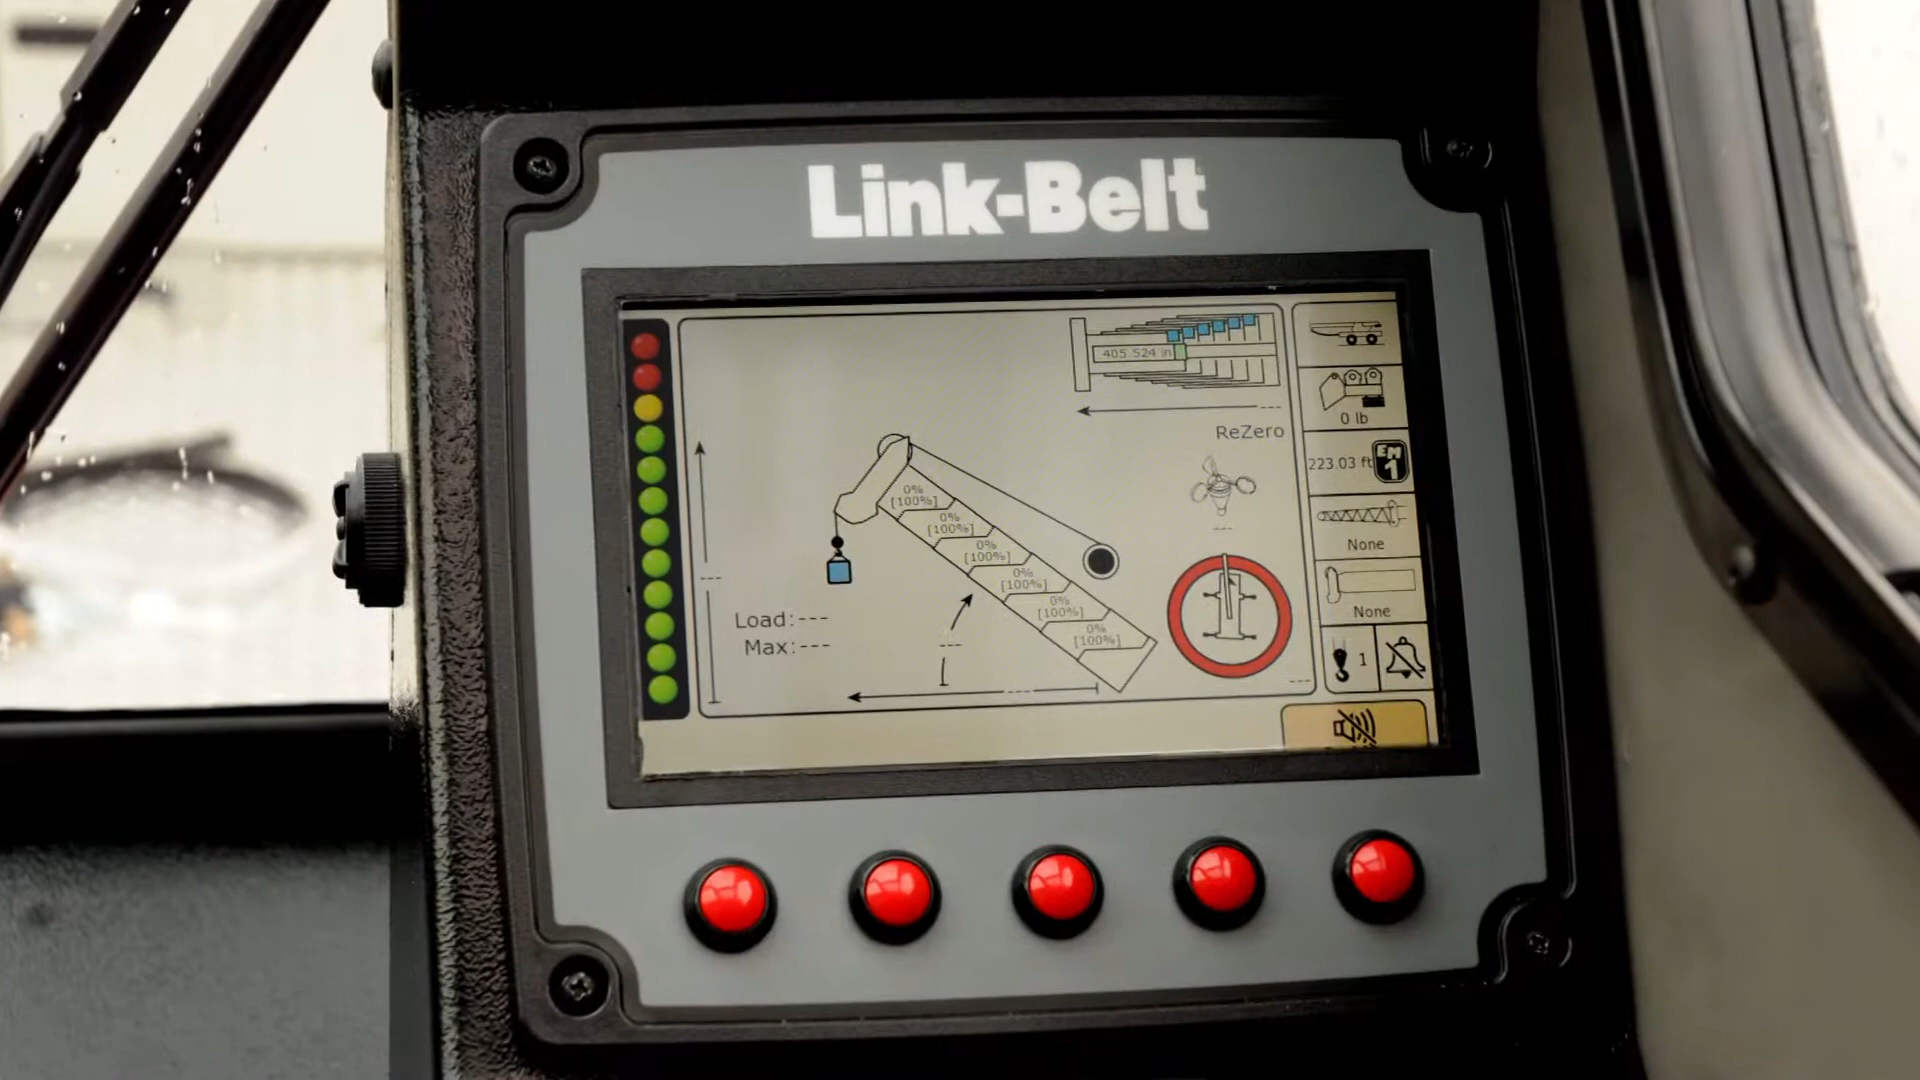 Link-Belt
405.524 in
---
ReZero
0 lb
223.03 ft
EM
1
None
None
1
---
---
0%
[100%]
0%
[100%]
0%
[100%]
0%
[100%]
0%
[100%]
0%
[100%]
Load:---
Max:---
---
---
---